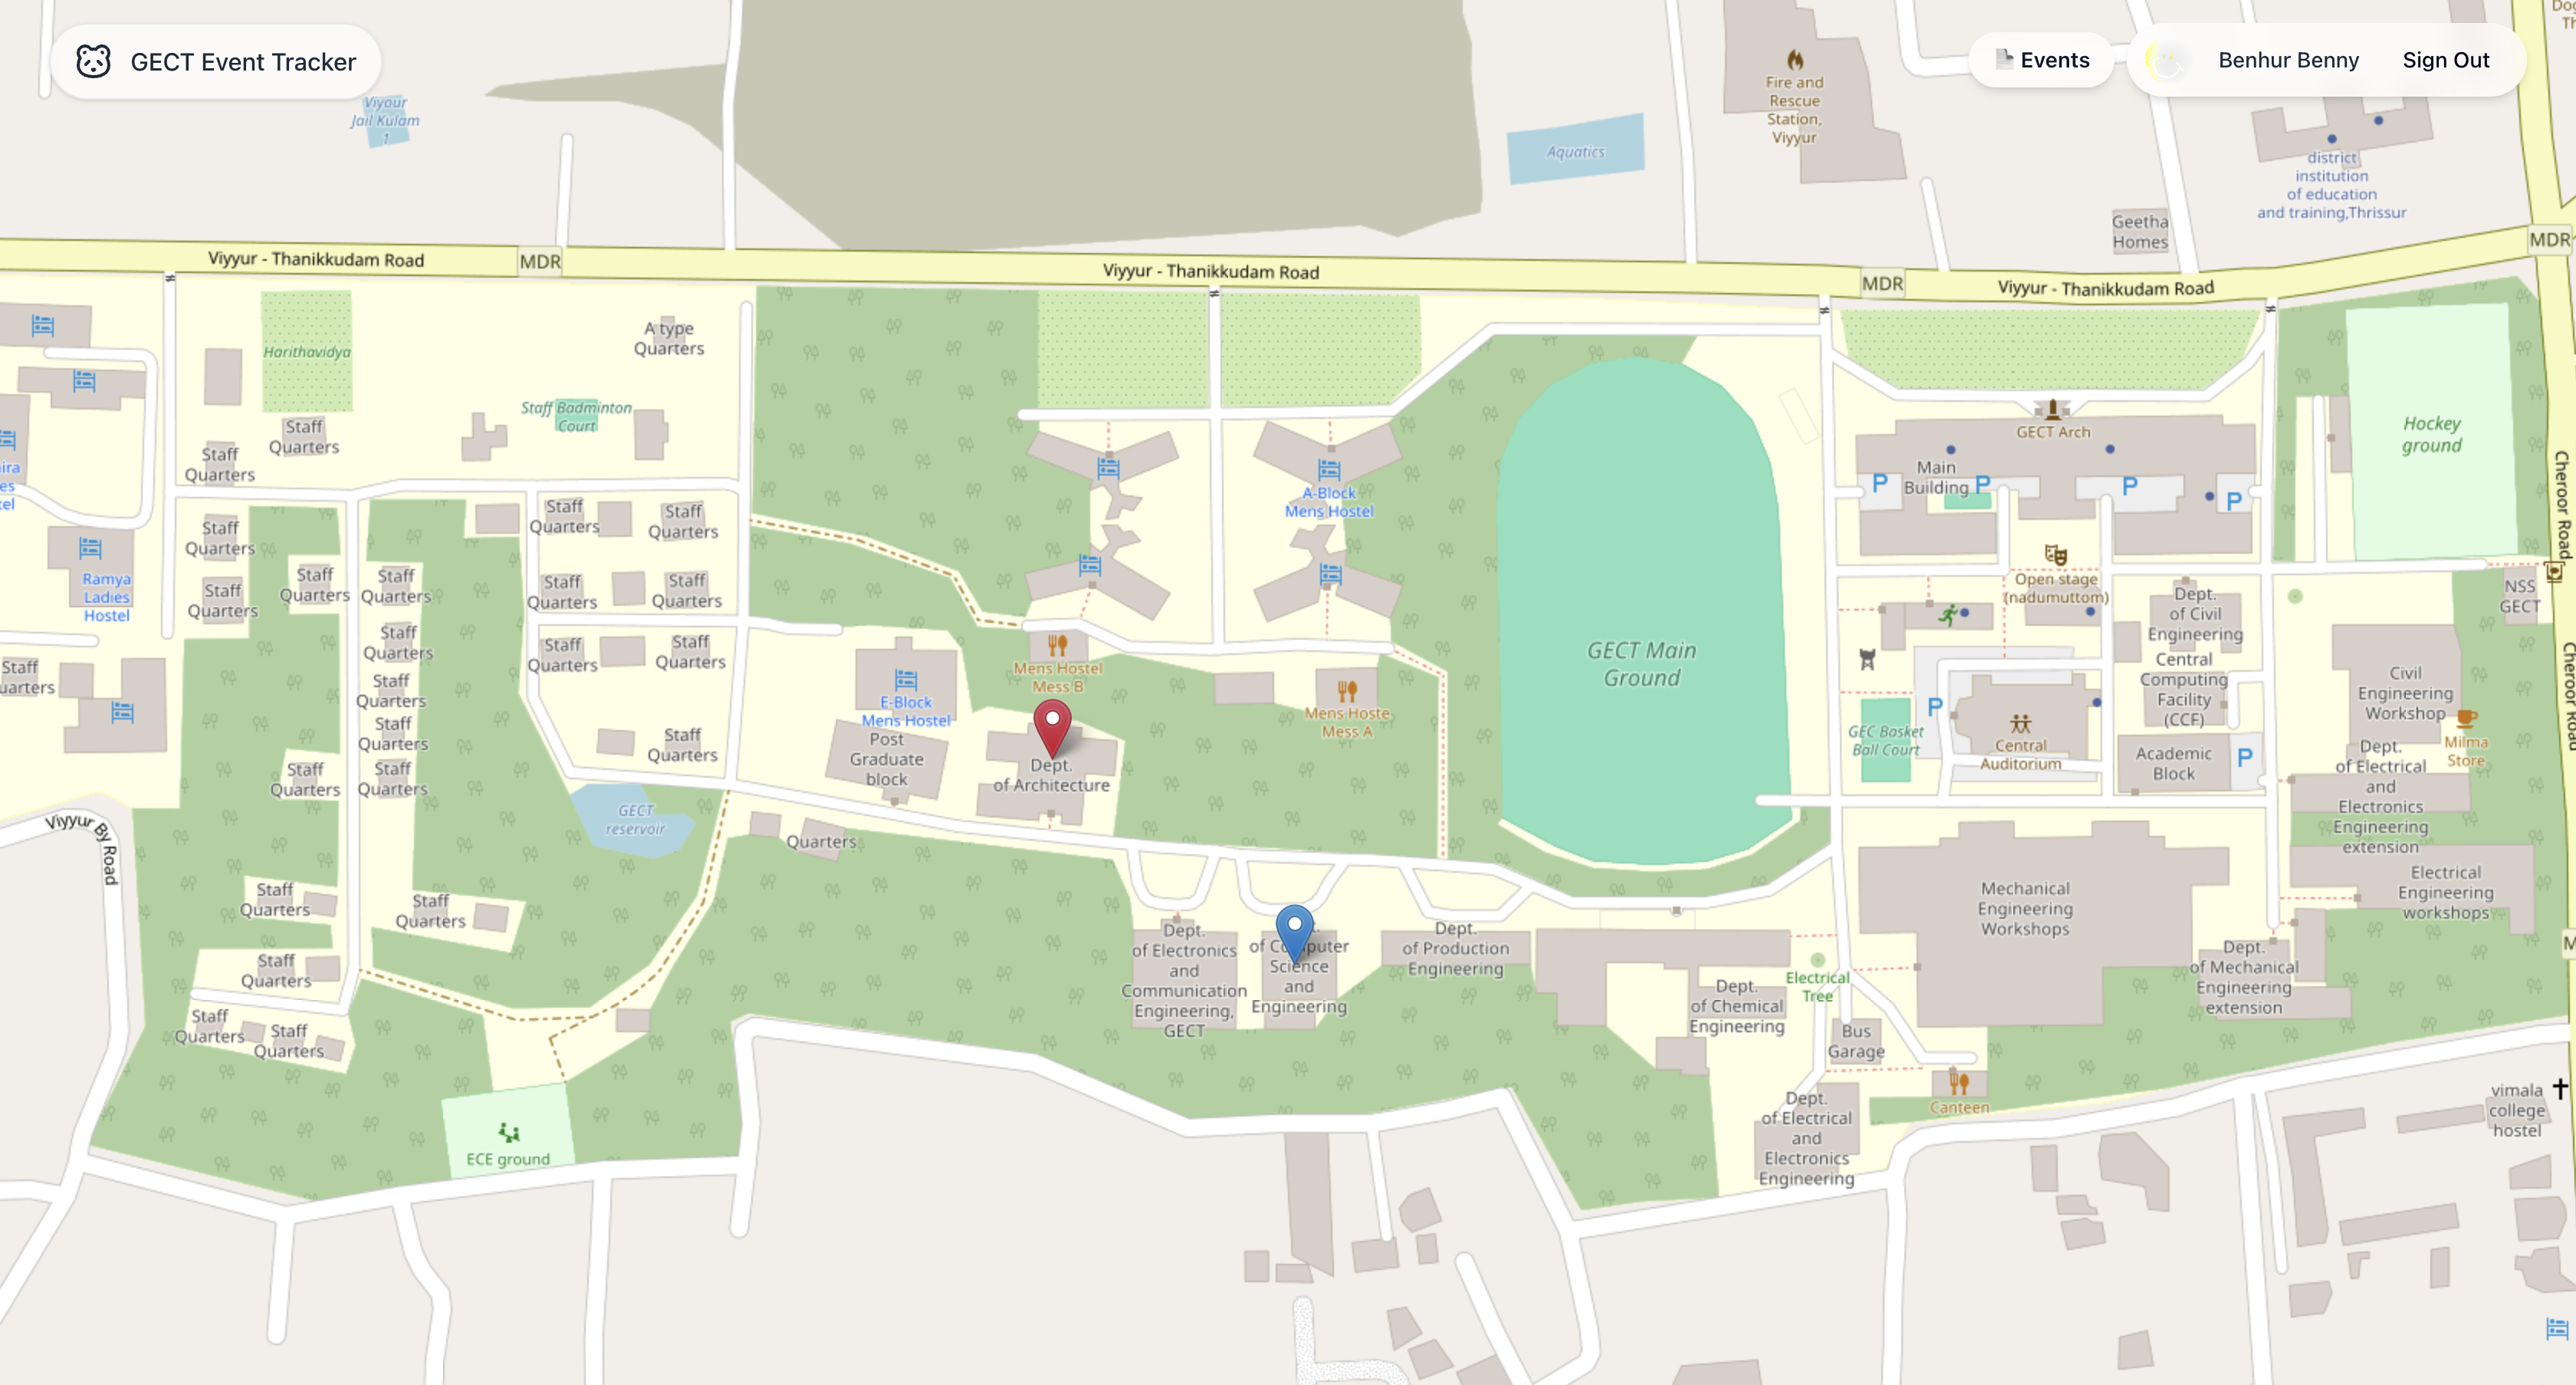 GECT Event Tracker
Events
Benhur Benny
Sign Out
Viyour
Jail Kulam
1
Aquatics
Fire and
Rescue
Station,
Viyyur
district
institution
of education
and training,Thrissur
Geetha
Homes
MDR
Viyyur - Thanikkudam Road
MDR
Viyyur - Thanikkudam Road
MDR
Viyyur - Thanikkudam Road
Harithavidya
A type
Quarters
Staff Badminton
Court
Staff
Quarters
Staff
Quarters
GECT Arch
Main
Building
P
P
P
P
Hockey
ground
Cheroor Road
A-Block
Mens Hostel
Staff
Quarters
Staff
Quarters
Staff
Quarters
Ramya
Ladies
Hostel
Staff
Quarters
Staff
Quarters
Staff
Quarters
Staff
Quarters
Staff
Quarters
Open stage
(nadumuttom)
Dept.
of Civil
Engineering
NSS
GECT
Staff
Quarters
Staff
Quarters
Staff
Quarters
GECT Main
Ground
Mens Hostel
Mess B
Central
Computing
Facility
(CCF)
Civil
Engineering
Workshop
Cheroor Road
Staff
Quarters
E-Block
Mens Hostel
Mens Hoste
Mess A
P
GEC Basket
Ball Court
Central
Auditorium
Milma
Store
Staff
Quarters
Staff
Quarters
Post
Graduate
block
Dept.
of Architecture
Academic
Block
P
Dept.
of Electrical
and
Electronics
Engineering
extension
Staff
Quarters
Staff
Quarters
GECT
reservoir
Quarters
Viyyur By Road
Staff
Quarters
Staff
Quarters
Mechanical
Engineering
Workshops
Electrical
Engineering
workshops
Dept.
of Electronics
and
Communication
Engineering,
GECT
Science
and
Engineering
Dept.
of Production
Engineering
Electrical
Tree
Dept.
of Chemical
Engineering
Dept.
of Mechanical
Engineering
extension
Staff
Quarters
Staff
Quarters
Staff
Quarters
Bus
Garage
Canteen
Dept.
of Electrical
and
Electronics
Engineering
ECE ground
vimala
college
hostel